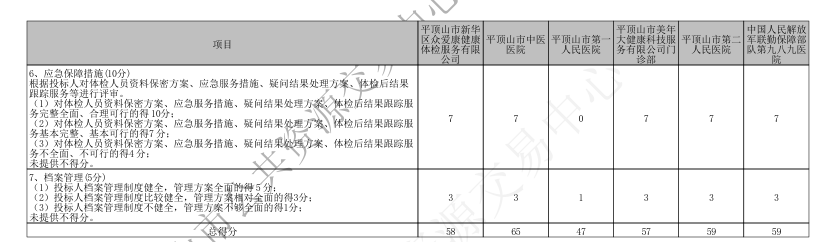 项目
平顶山市新华
区众爱康健康
体检服务有限
公司
平顶山市中医
医院
平顶山市第一
人民医院
平顶山市美年
大健康科技服
务有限公司门
诊部
平顶山市第二
人民医院
中国人民解放
军联勤保障部
队第九八九医
院
6、应急保障措施(10分)
根据投标人对体检人员资料保密方案、应急服务措施、疑问结果处理方案、体检后结果
跟踪服务等进行评审。
（1）对体检人员资料保密方案、应急服务措施、疑问结果处理方案、体检后结果跟踪服
务完整全面、合理可行的得10分；
（2）对体检人员资料保密方案、应急服务措施、疑问结果处理方案、体检后结果跟踪服
务基本完整、基本可行的得7分；
（3）对体检人员资料保密方案、应急服务措施、疑问结果处理方案、体检后结果跟踪服
务不全面、不可行的得4分；
未提供不得分。
7 7 0 7 7 7
7、档案管理(5分)
（1）投标人档案管理制度健全，管理方案全面的得5分；
（2）投标人档案管理制度比较健全，管理方案相对全面的得3分；
（3）投标人档案管理制度不健全，管理方案不够全面的得1分；
未提供不得分。
3 3 1 3 3 3
总得分 58 65 47 57 59 59